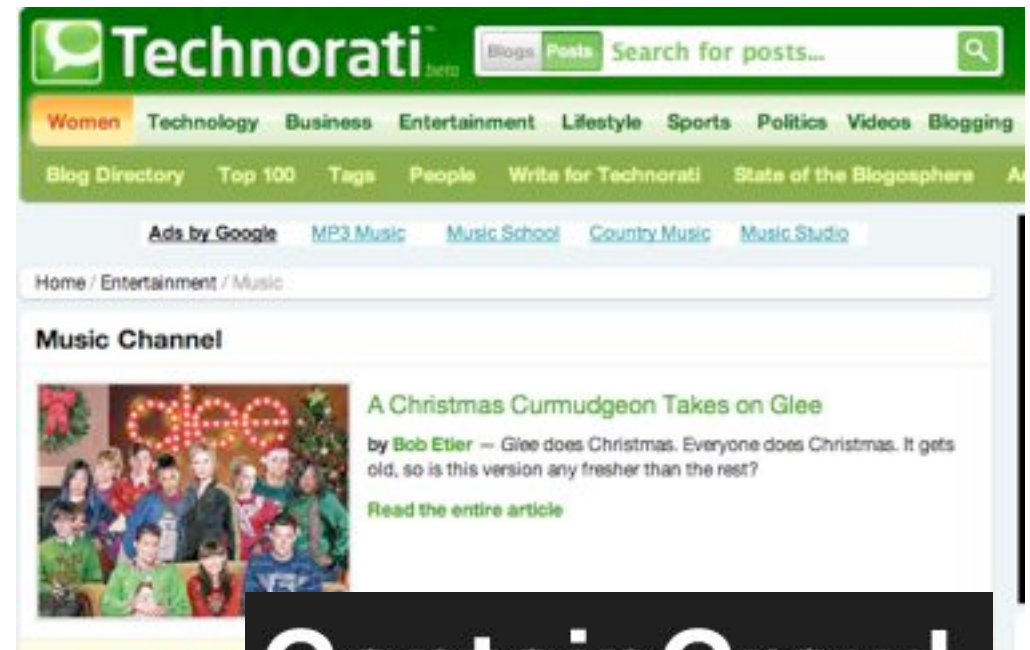 Technorati™ beta
Blogs Posts Search for posts...
Women Technology Business Entertainment Lifestyle Sports Politics Videos Blogging
Blog Directory Top 100 Tags People Write for Technorati State of the Blogosphere
Ads by Google MP3 Music Music School Country Music Music Studio
Home / Entertainment / Music
Music Channel
glee
A Christmas Curmudgeon Takes on Glee
by Bob Etier — Glee does Christmas. Everyone does Christmas. It gets
old, so is this version any fresher than the rest?
Read the entire article